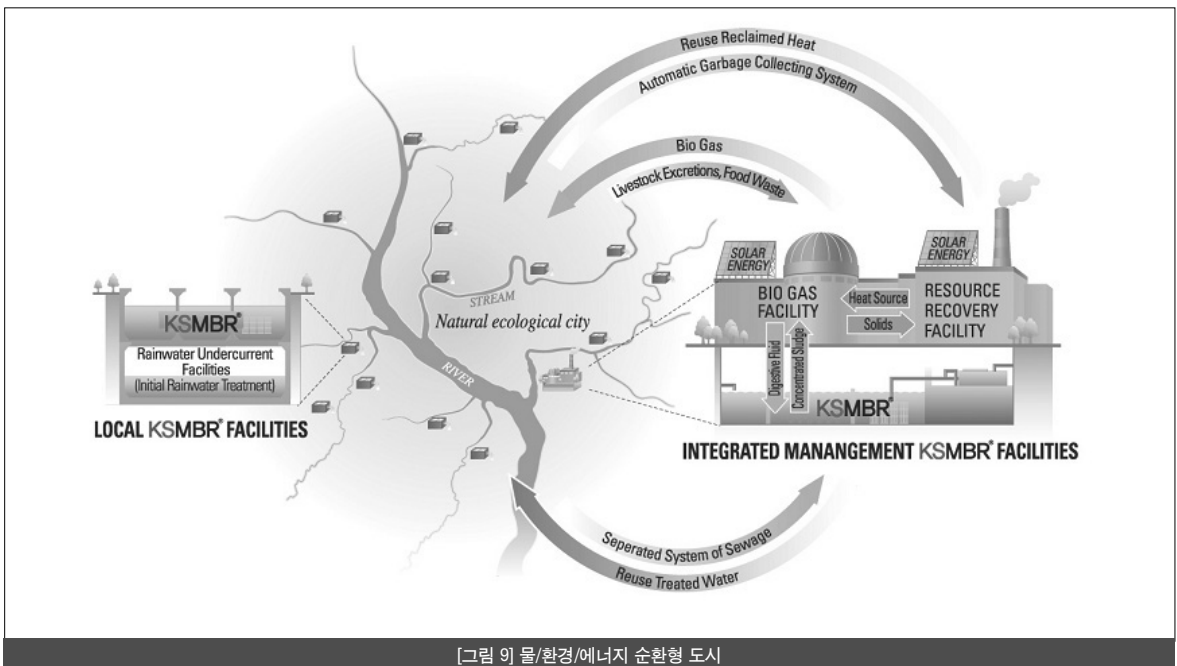 Reuse Reclaimed Heat
Automatic Garbage Collecting System
Bio Gas
Livestock Excretions, Food Waste
SOLAR
ENERGY
SOLAR
ENERGY
BIO GAS
FACILITY
Heat Source
Solids
RESOURCE
RECOVERY
FACILITY
Digestive Fluid
Concentrated Sludge
KSMBR®
INTEGRATED MANANGEMENT KSMBR® FACILITIES
STREAM
Natural ecological city
RIVER
KSMBR®
Rainwater Undercurrent
Facilities
(Initial Rainwater Treatment)
LOCAL KSMBR® FACILITIES
Seperated System of Sewage
Reuse Treated Water
[그림 9] 물/환경/에너지 순환형 도시